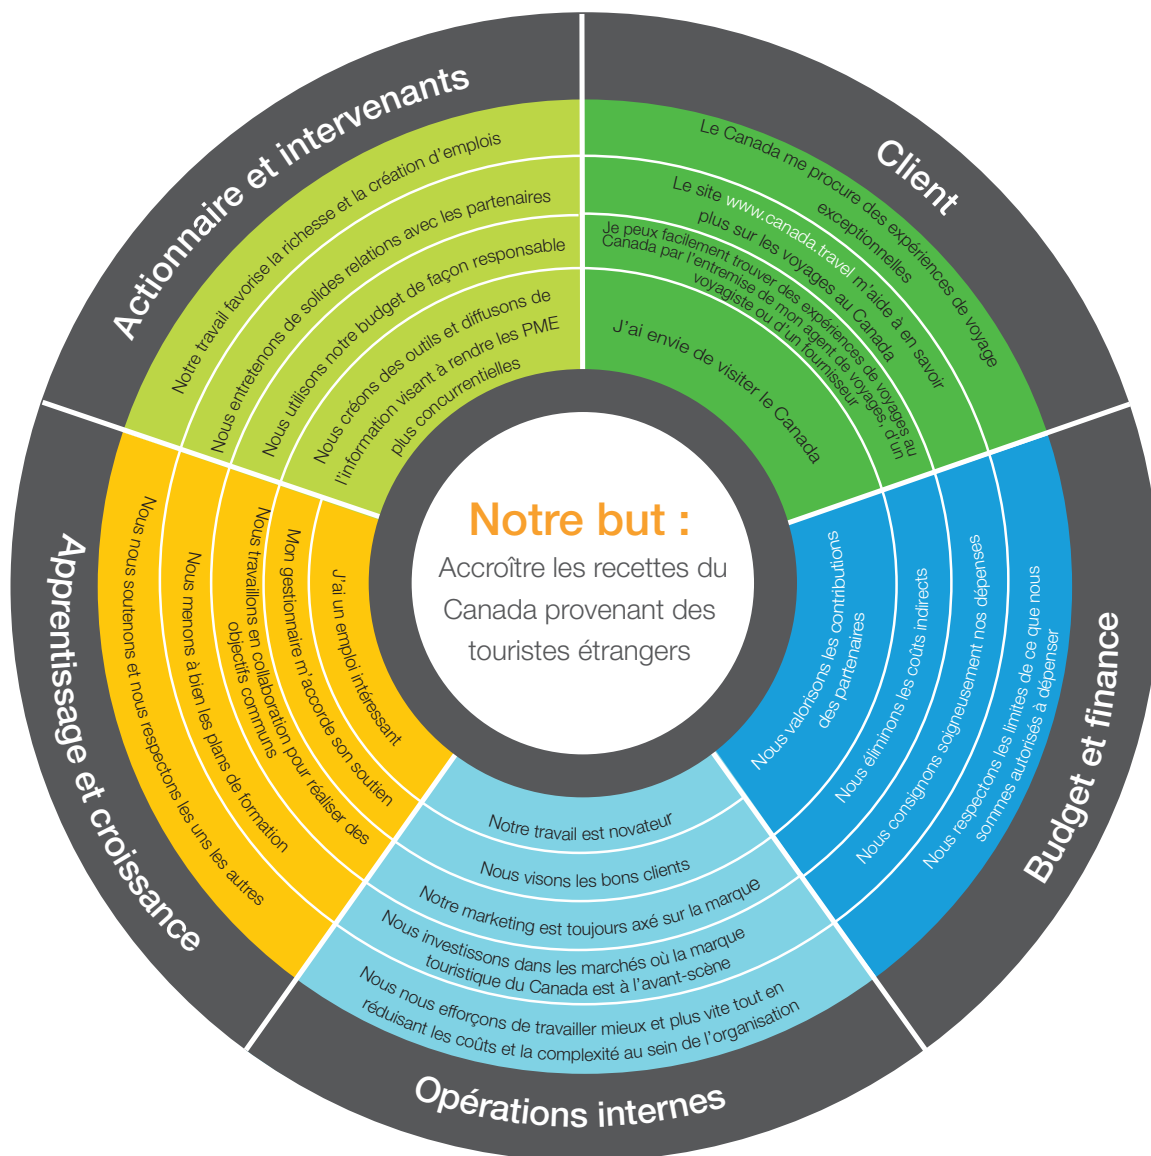 Notre but :
Accroître les recettes du
Canada provenant des
touristes étrangers
Client
Le Canada me procure des expériences de voyage
exceptionnelles
Le site www.canada.travel m'aide à en savoir
plus sur les voyages au Canada
Je peux facilement trouver des expériences de voyages au
Canada par l'entremise de mon agent de voyages, d'un
voyagiste ou d'un fournisseur
J'ai envie de visiter le Canada
Budget et finance
Nous valorisons les contributions
des partenaires
Nous éliminons les coûts indirects
Nous consignons soigneusement nos dépenses
Nous respectons les limites de ce que nous
sommes autorisés à dépenser
Opérations internes
Notre travail est novateur
Nous visons les bons clients
Notre marketing est toujours axé sur la marque
Nous investissons dans les marchés où la marque
touristique du Canada est à l'avant-scène
Nous nous efforçons de travailler mieux et plus vite tout en
réduisant les coûts et la complexité au sein de l'organisation
Apprentissage et croissance
J'ai un emploi intéressant
Mon gestionnaire m'accorde son soutien
Nous travaillons en collaboration pour réaliser des
objectifs communs
Nous menons à bien les plans de formation
Nous nous soutenons et nous respectons les uns les autres
Actionnaire et intervenants
Notre travail favorise la richesse et la création d'emplois
Nous entretenons de solides relations avec les partenaires
Nous utilisons notre budget de façon responsable
Nous créons des outils et diffusons de
l'information visant à rendre les PME
plus concurrentielles